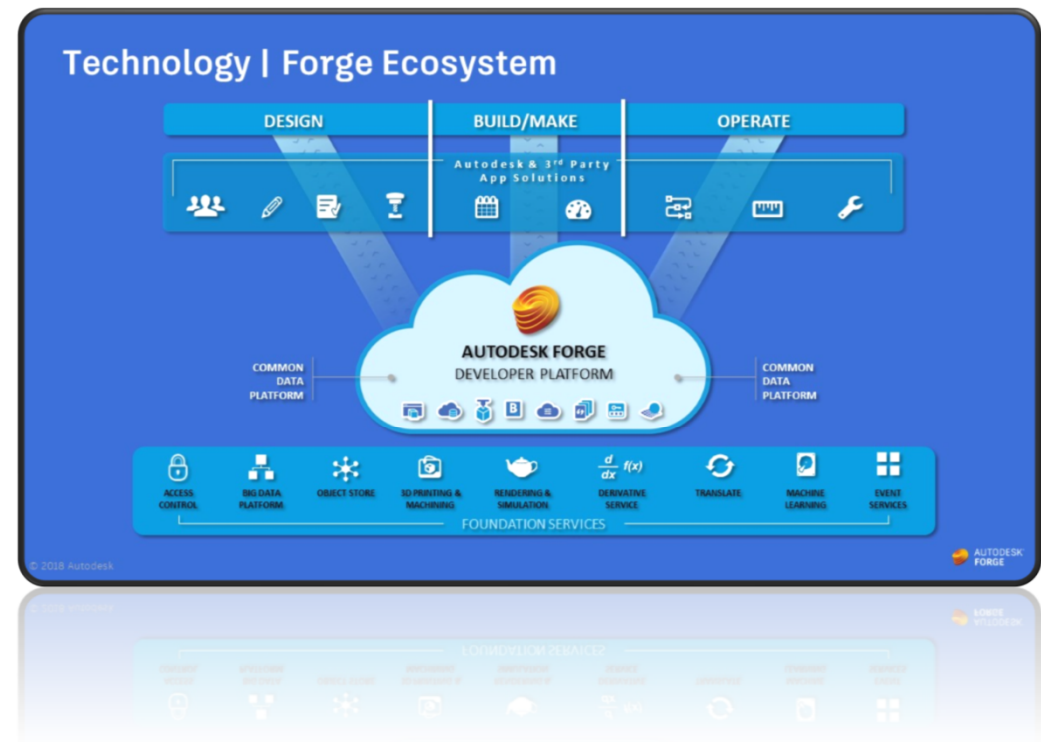 Technology | Forge Ecosystem
DESIGN
BUILD/MAKE
OPERATE
Autodesk & 3rd Party
App Solutions
AUTODESK FORGE
DEVELOPER PLATFORM
COMMON
DATA
PLATFORM
COMMON
DATA
PLATFORM
B
d
dx
f(x)
ACCESS
CONTROL
BIG DATA
PLATFORM
OBJECT STORE
3D PRINTING &
MACHINING
RENDERING &
SIMULATION
DERIVATIVE
SERVICE
TRANSLATE
MACHINE
LEARNING
EVENT
SERVICES
FOUNDATION SERVICES
© 2018 Autodesk
AUTODESK
FORGE